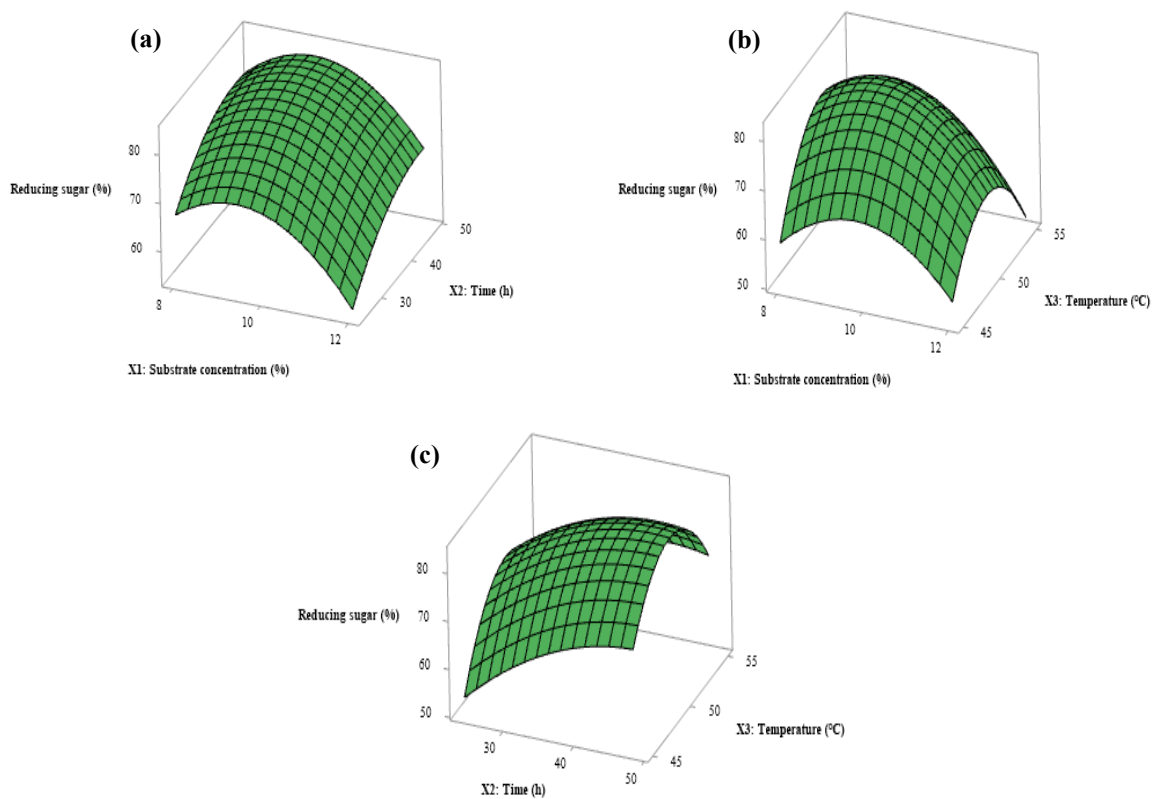 (a)
80
Reducing sugar (%)
70
60
50
40
X2: Time (h)
30
8
10
12
X1: Substrate concentration (%)
(b)
80
Reducing sugar (%)
70
60
50
55
50
X3: Temperature (°C)
45
8
10
12
X1: Substrate concentration (%)
(c)
80
Reducing sugar (%)
70
60
50
55
50
X3: Temperature (°C)
45
30
40
50
X2: Time (h)